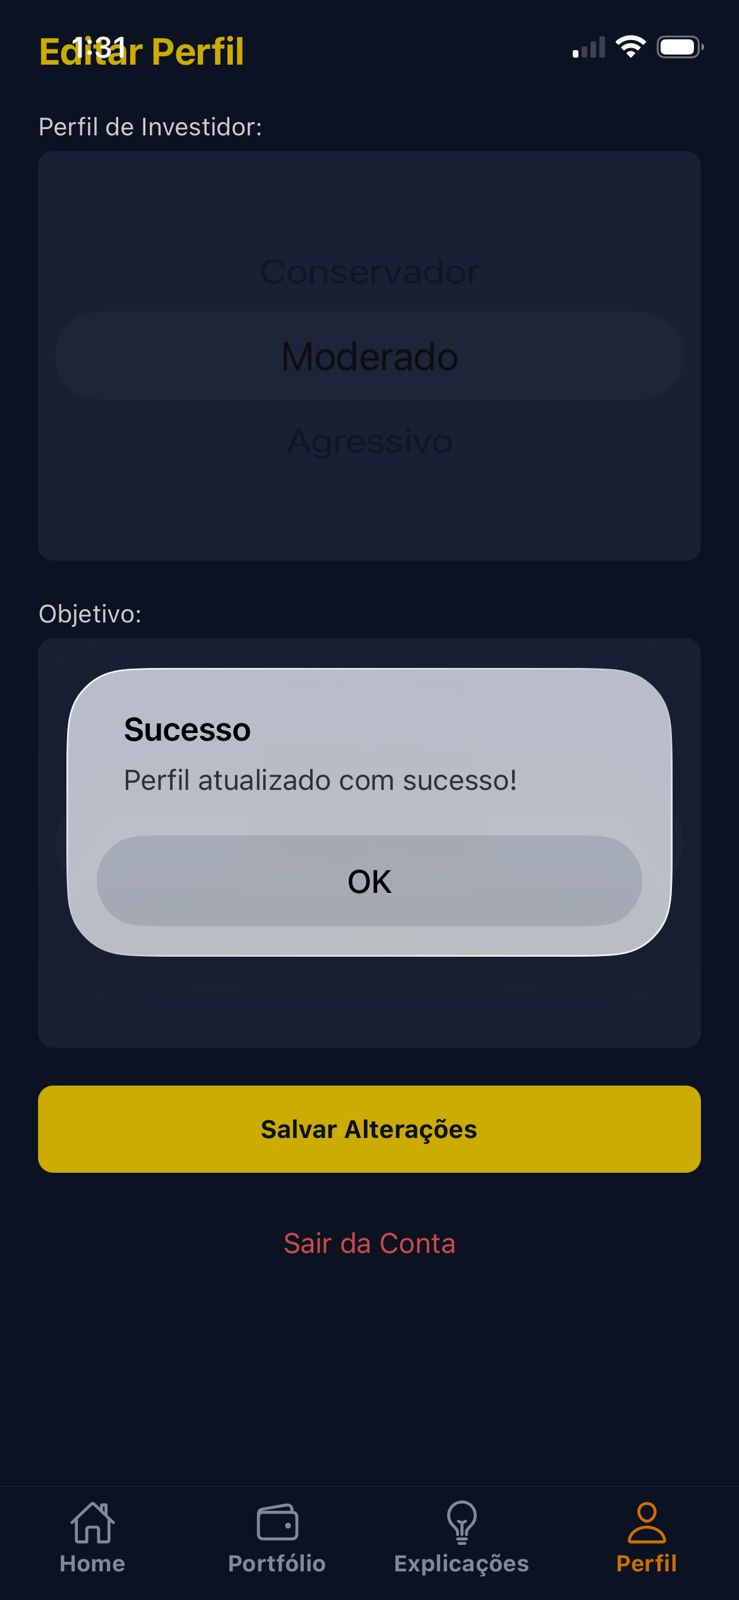 1:31
Editar Perfil
Perfil de Investidor:
Conservador
Moderado
Agressivo
Objetivo:
Sucesso
Perfil atualizado com sucesso!
OK
Salvar Alterações
Sair da Conta
Home
Portfólio
Explicações
Perfil